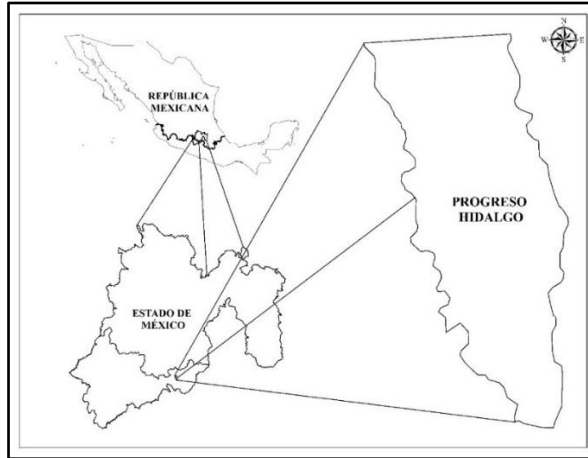 N
W E
S
REPÚBLICA
MEXICANA
PROGRESO
HIDALGO
ESTADO DE
MÉXICO